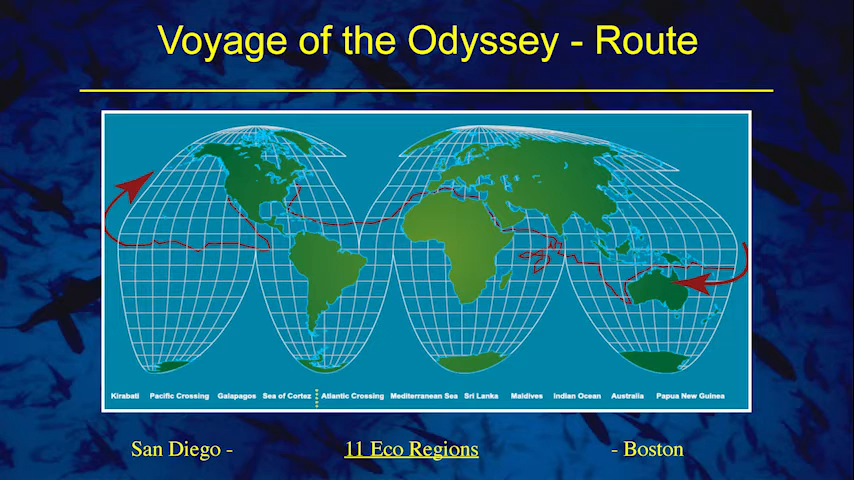 Voyage of the Odyssey - Route
Kirabati Pacific Crossing Galapagos Sea of Cortez Atlantic Crossing Mediterranean Sea Sri Lanka Maldives Indian Ocean Australia Papua New Guinea
San Diego - 11 Eco Regions - Boston